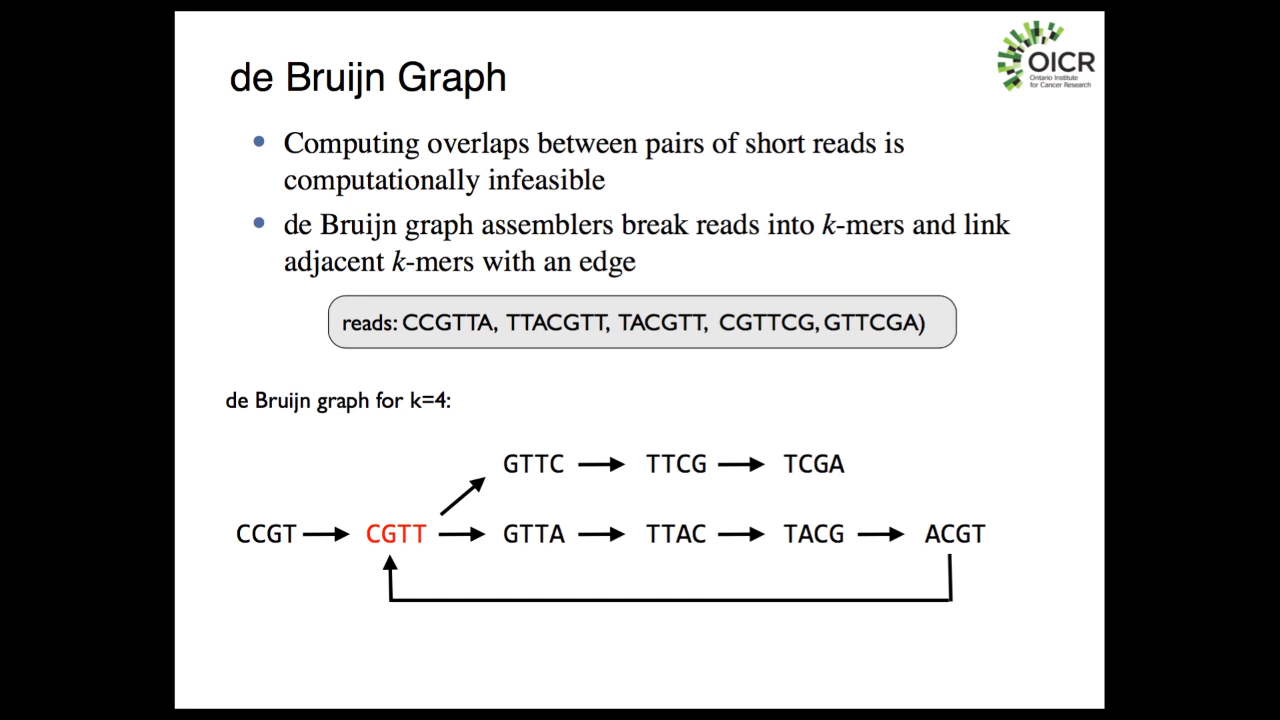 de Bruijn Graph
OICR
Ontario Institute
for Cancer Research
• Computing overlaps between pairs of short reads is
computationally infeasible
• de Bruijn graph assemblers break reads into k-mers and link
adjacent k-mers with an edge
reads: CCGTTA, TTACGTT, TACGTT, CGTTCG, GTTCGA)
de Bruijn graph for k=4:
GTTC TTCG TCGA
CCGT CGTT GTTA TTAC TACG ACGT